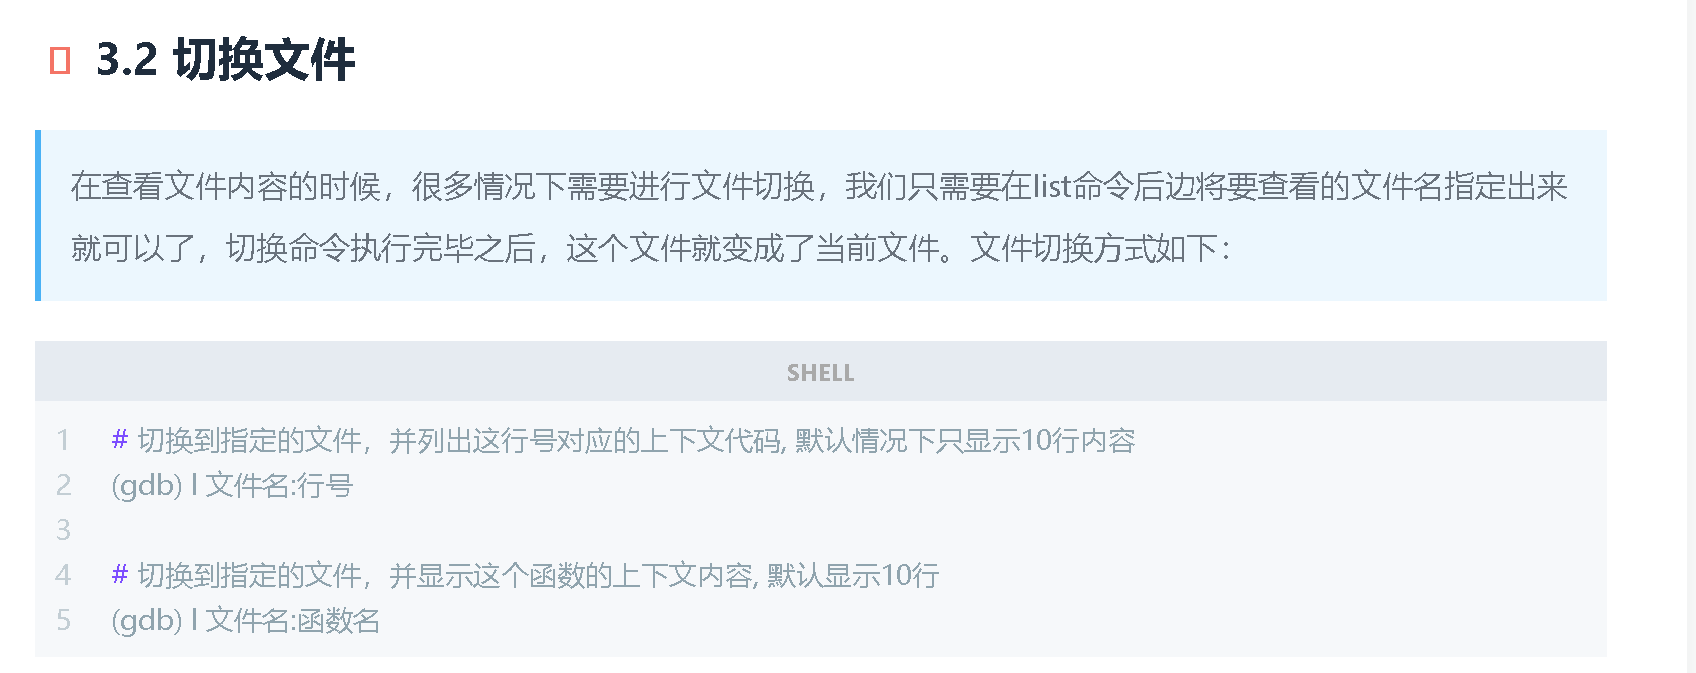 3.2 切换文件
在查看文件内容的时候，很多情况下需要进行文件切换，我们只需要在list命令后边将要查看的文件名指定出来
就可以了，切换命令执行完毕之后，这个文件就变成了当前文件。文件切换方式如下：
SHELL
1 # 切换到指定的文件，并列出这行号对应的上下文代码, 默认情况下只显示10行内容
2 (gdb) l 文件名:行号
3
4 # 切换到指定的文件，并显示这个函数的上下文内容, 默认显示10行
5 (gdb) l 文件名:函数名